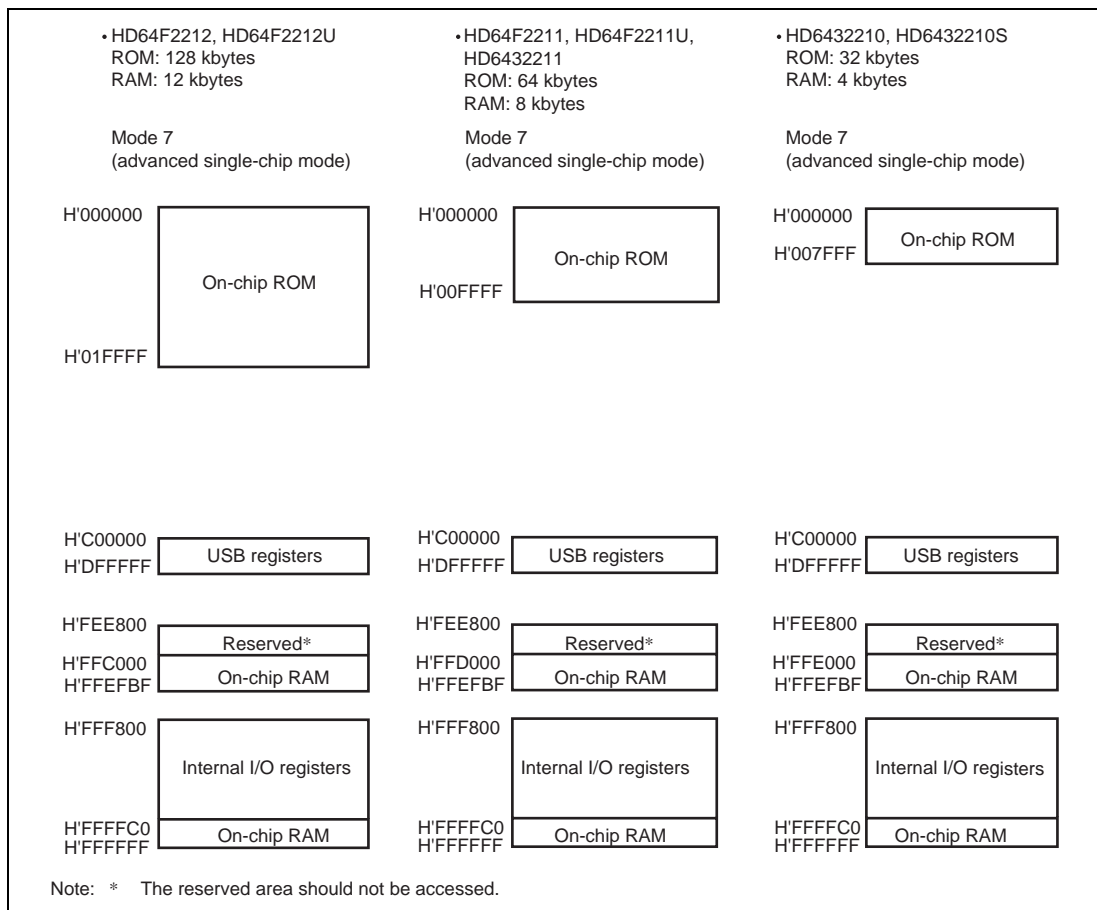 • HD64F2212, HD64F2212U
ROM: 128 kbytes
RAM: 12 kbytes
Mode 7
(advanced single-chip mode)
H'000000
On-chip ROM
H'01FFFF
H'C00000
USB registers
H'DFFFFF
H'FEE800
Reserved*
H'FFC000
On-chip RAM
H'FFEFBF
H'FFF800
Internal I/O registers
H'FFFFC0
On-chip RAM
H'FFFFFF
• HD64F2211, HD64F2211U,
HD6432211
ROM: 64 kbytes
RAM: 8 kbytes
Mode 7
(advanced single-chip mode)
H'000000
On-chip ROM
H'00FFFF
H'C00000
USB registers
H'DFFFFF
H'FEE800
Reserved*
H'FFD000
On-chip RAM
H'FFEFBF
H'FFF800
Internal I/O registers
H'FFFFC0
On-chip RAM
H'FFFFFF
• HD6432210, HD6432210S
ROM: 32 kbytes
RAM: 4 kbytes
Mode 7
(advanced single-chip mode)
H'000000
On-chip ROM
H'007FFF
H'C00000
USB registers
H'DFFFFF
H'FEE800
Reserved*
H'FFE000
On-chip RAM
H'FFEFBF
H'FFF800
Internal I/O registers
H'FFFFC0
On-chip RAM
H'FFFFFF
Note: * The reserved area should not be accessed.